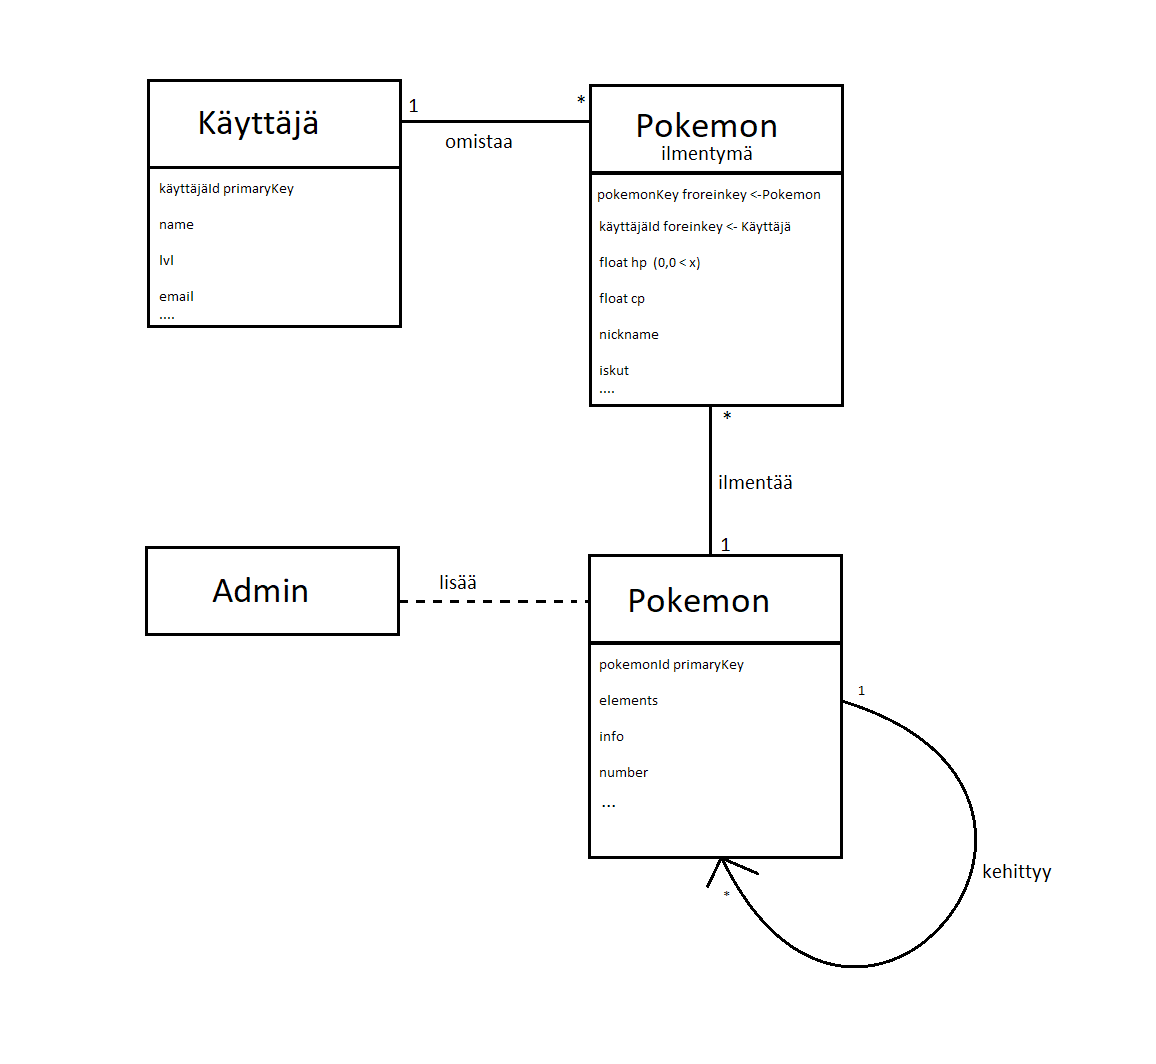 Käyttäjä
käyttäjäId primaryKey
name
lvl
email
....
1
*
omistaa
Pokemon
ilmentymä
pokemonKey froreinkey <-Pokemon
käyttäjäId foreinkey <- Käyttäjä
float hp  (0,0 < x)
float cp
nickname
iskut
....
*
ilmentää
1
Admin
lisää
Pokemon
pokemonId primaryKey
elements
info
number
...
1
kehittyy
*